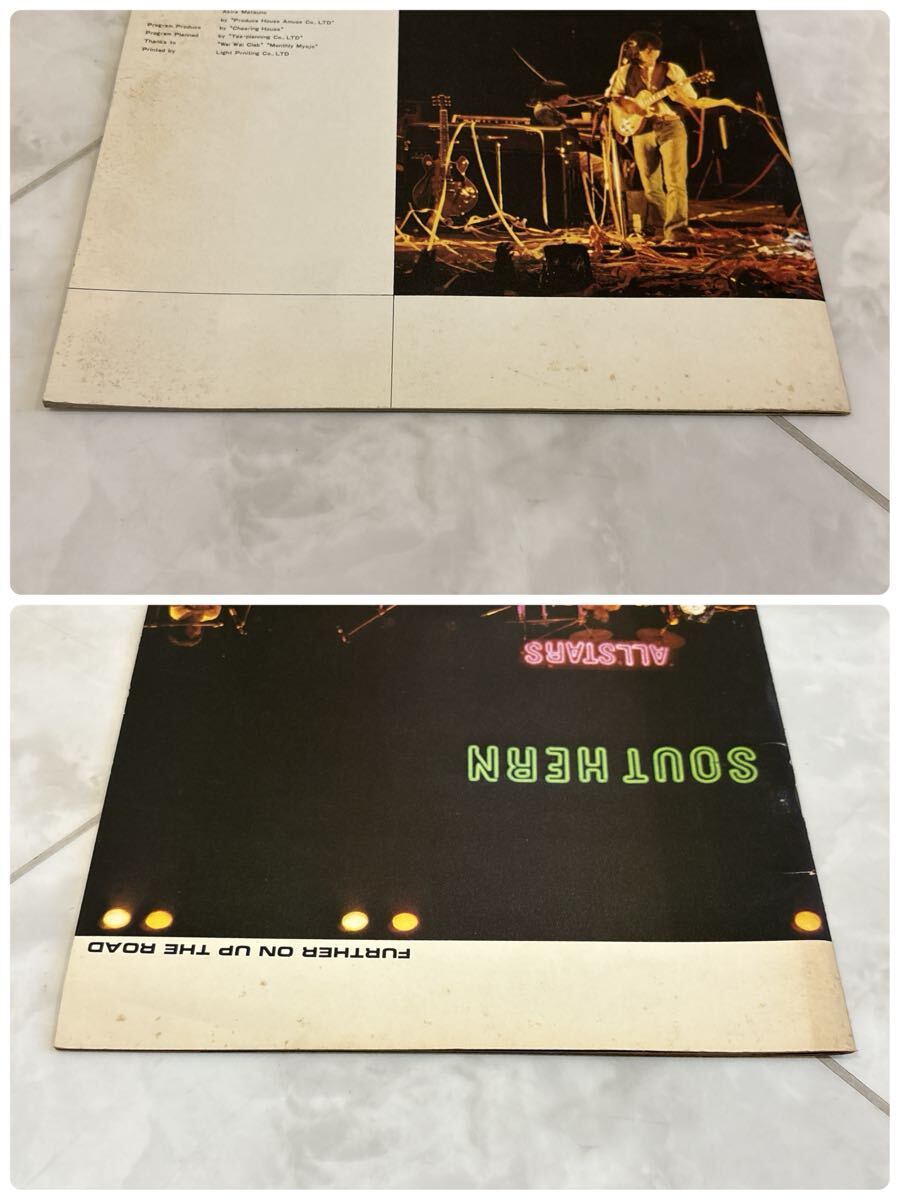 Akira Matsuno
by "Produce House Amuse Co., LTD"
Program Produce by "Cheering House"
Program Planned by "Tea-planning Co., LTD"
Thanks to "Wai Wai Club" "Monthly Myojo"
Printed by Light Printing Co., LTD
ALLSTARS
SOUTHERN
FURTHER ON UP THE ROAD